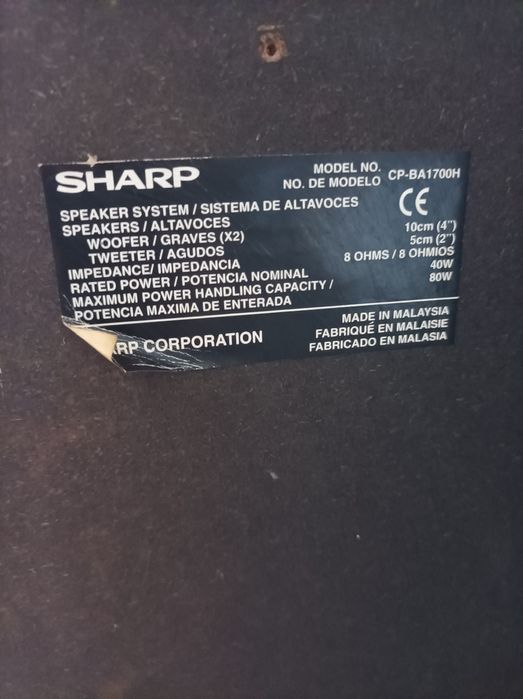 SHARP
MODEL NO.
NO. DE MODELO CP-BA1700H
SPEAKER SYSTEM / SISTEMA DE ALTAVOCES
CE
SPEAKERS / ALTAVOCES
WOOFER / GRAVES (X2) 10cm (4")
TWEETER / AGUDOS 5cm (2")
IMPEDANCE/ IMPEDANCIA 8 OHMS / 8 OHMIOS
RATED POWER / POTENCIA NOMINAL 40W
MAXIMUM POWER HANDLING CAPACITY / 80W
POTENCIA MAXIMA DE ENTERADA
MADE IN MALAYSIA
FABRIQUÉ EN MALAISIE
FABRICADO EN MALASIA
RP CORPORATION